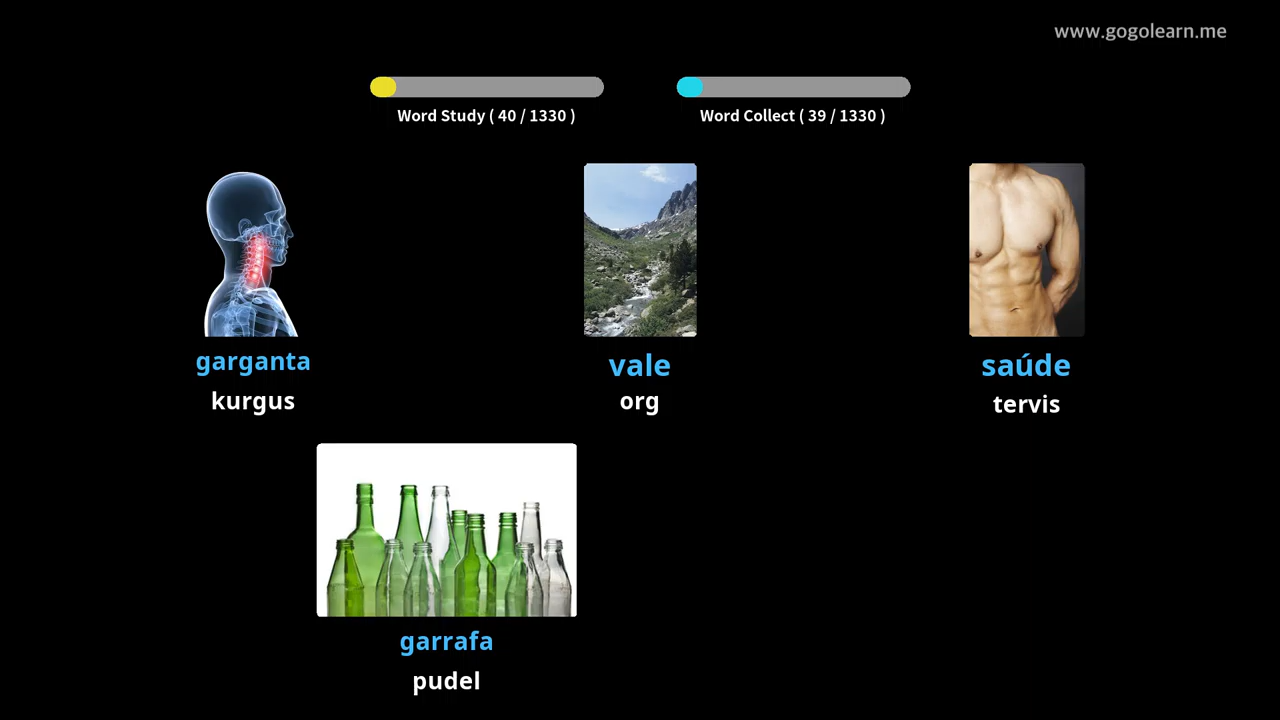 www.gogolearn.me
Word Study ( 40 / 1330 )
Word Collect ( 39 / 1330 )
garganta
kurgus
vale
org
saúde
tervis
garrafa
pudel